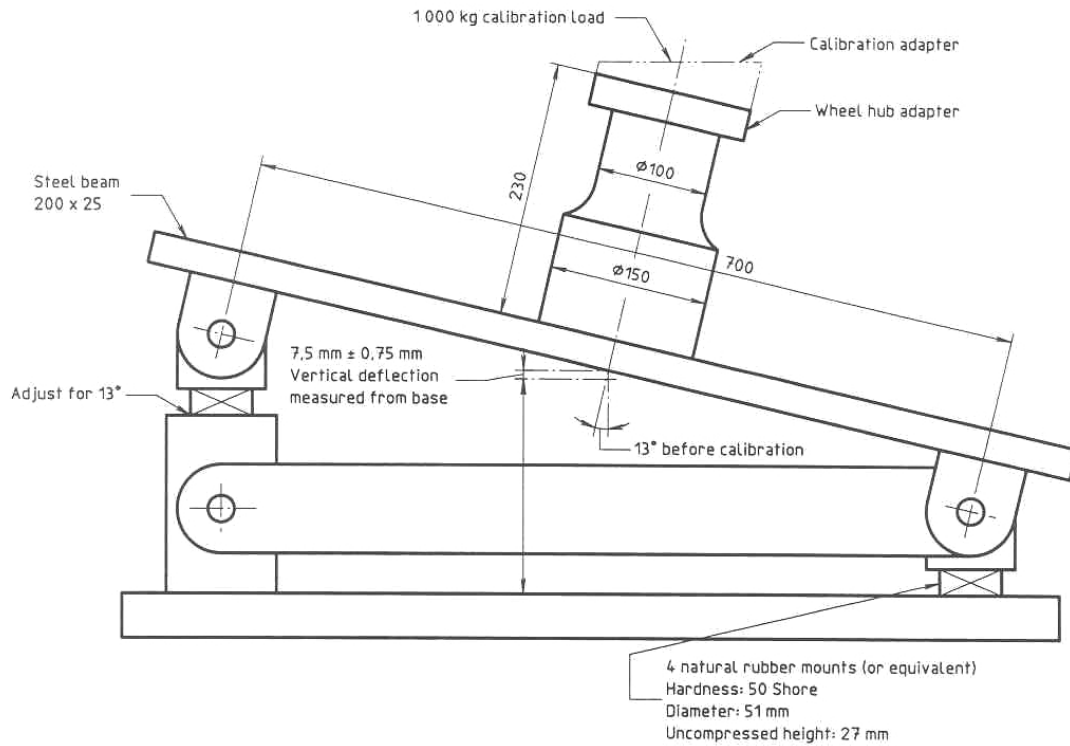 1 000 kg calibration load
Calibration adapter
Wheel hub adapter
Ø100
230
Steel beam
200 x 25
700
Ø150
7,5 mm ± 0,75 mm
Vertical deflection
measured from base
Adjust for 13°
13° before calibration
4 natural rubber mounts (or equivalent)
Hardness: 50 Shore
Diameter: 51 mm
Uncompressed height: 27 mm